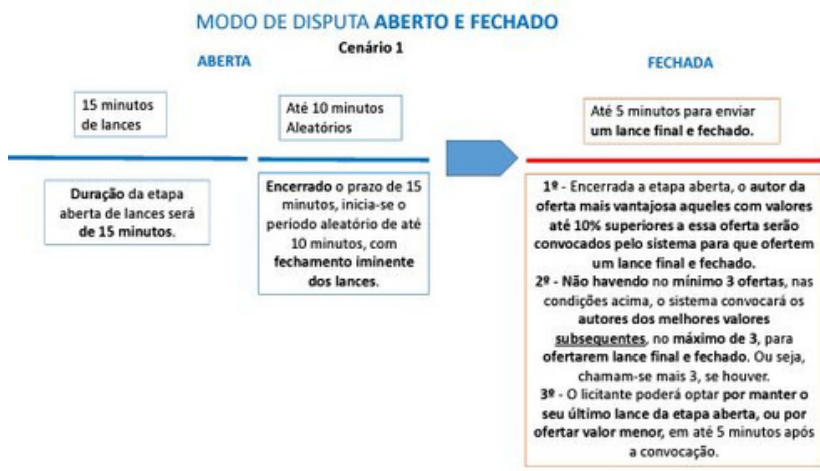 MODO DE DISPUTA ABERTO E FECHADO
Cenário 1
ABERTA
FECHADA
15 minutos
de lances
Até 10 minutos
Aleatórios
Até 5 minutos para enviar
um lance final e fechado.
Duração da etapa
aberta de lances será
de 15 minutos.
Encerrado o prazo de 15
minutos, inicia-se o
período aleatório de até
10 minutos, com
fechamento iminente
dos lances.
1º - Encerrada a etapa aberta, o autor da
oferta mais vantajosa aqueles com valores
até 10% superiores a essa oferta serão
convocados pelo sistema para que ofertem
um lance final e fechado.
2º - Não havendo no mínimo 3 ofertas, nas
condições acima, o sistema convocará os
autores dos melhores valores
subsequentes, no máximo de 3, para
ofertarem lance final e fechado. Ou seja,
chamam-se mais 3, se houver.
3º - O licitante poderá optar por manter o
seu último lance da etapa aberta, ou por
ofertar valor menor, em até 5 minutos após
a convocação.